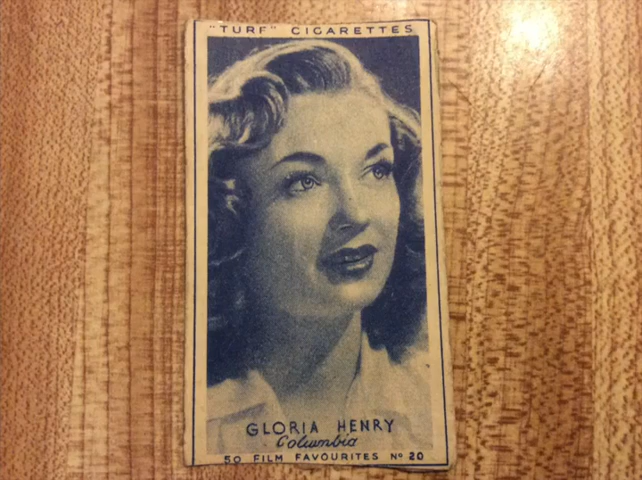 "TURF" CIGARETTES
GLORIA HENRY
Columbia
50 FILM FAVOURITES Nº 20